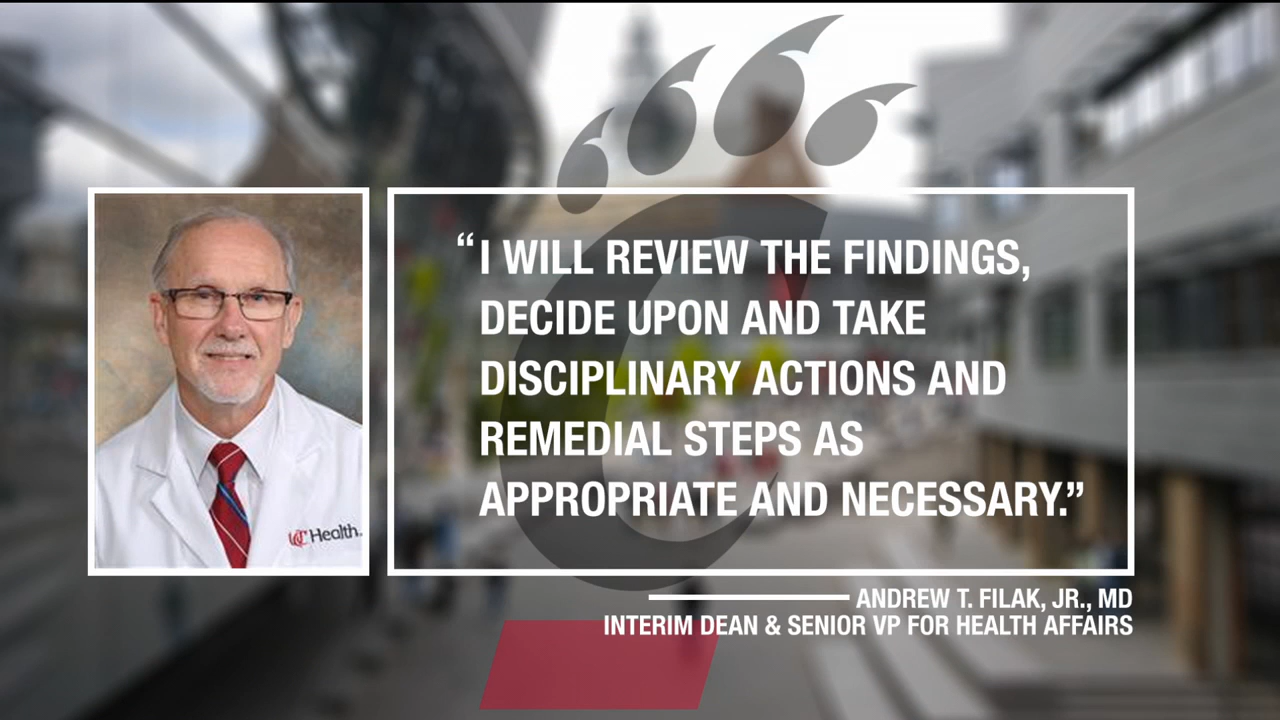 “I WILL REVIEW THE FINDINGS,
DECIDE UPON AND TAKE
DISCIPLINARY ACTIONS AND
REMEDIAL STEPS AS
APPROPRIATE AND NECESSARY.”
UC Health.
ANDREW T. FILAK, JR., MD
INTERIM DEAN & SENIOR VP FOR HEALTH AFFAIRS